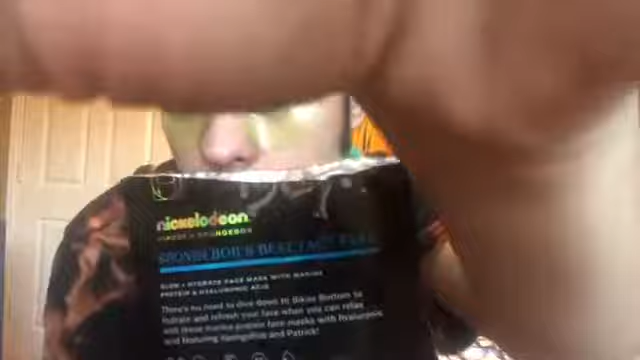 nickelodeon
SPONGEBOB'S BEST FACE
GLOW + HYDRATE FACE MASK WITH MARINE
PROTEIN & HYALURONIC ACID
There's no need to dive down to Bikini Bottom to
hydrate and refresh your face when you can relax
with these marine protein face masks with hyaluronic
and featuring SpongeBob and Patrick!